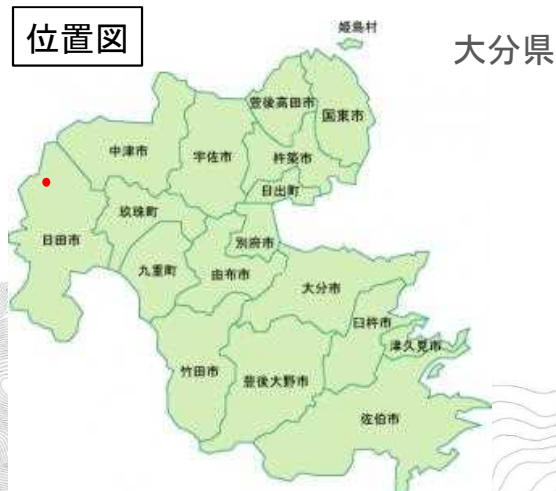 位置図
姫島村
大分県
豊後高田市
国東市
中津市
宇佐市
杵築市
日出町
玖珠町
日田市
別府市
九重町
由布市
大分市
臼杵市
津久見市
竹田市
豊後大野市
佐伯市